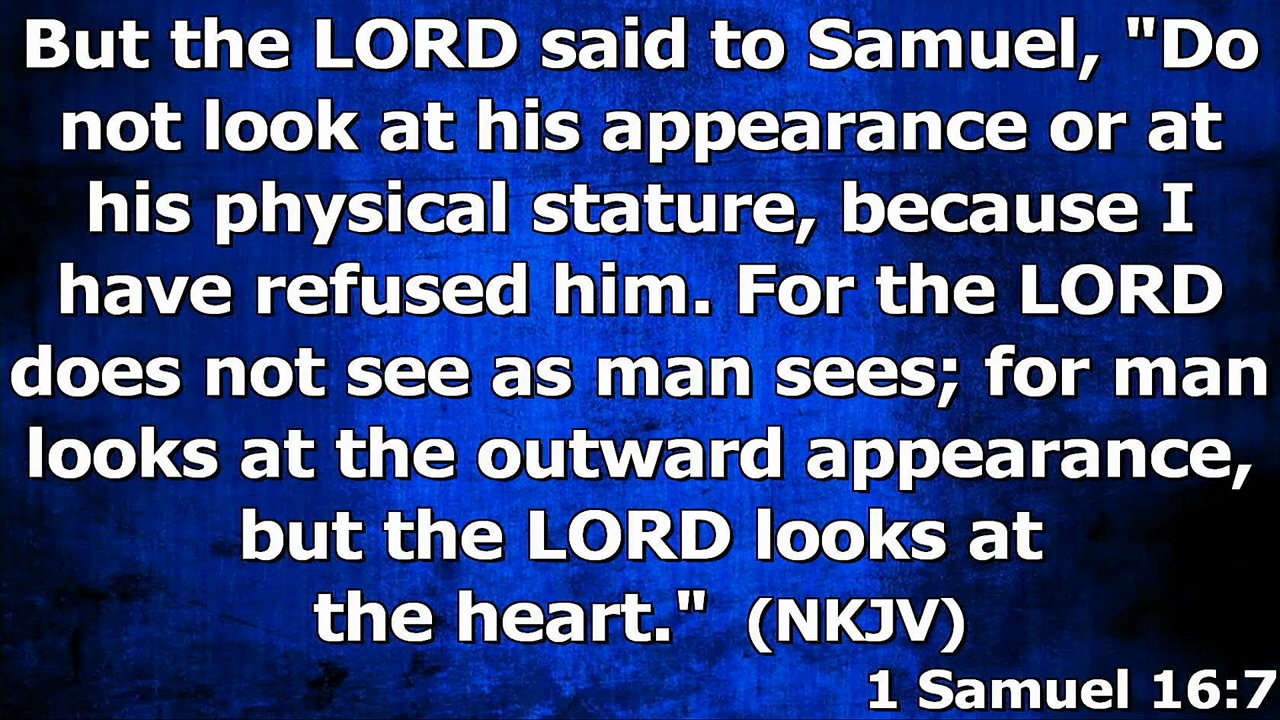 But the LORD said to Samuel, "Do
not look at his appearance or at
his physical stature, because I
have refused him. For the LORD
does not see as man sees; for man
looks at the outward appearance,
but the LORD looks at
the heart." (NKJV)
1 Samuel 16:7